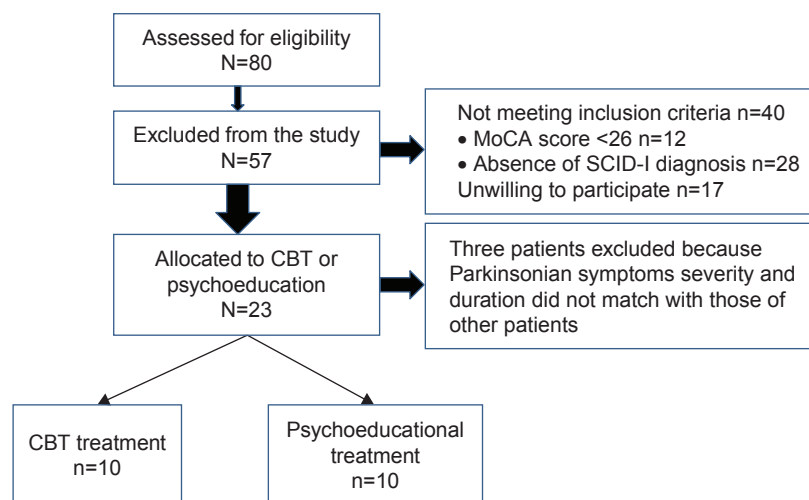 Assessed for eligibility
N=80
Excluded from the study
N=57
Not meeting inclusion criteria n=40
• MoCA score <26 n=12
• Absence of SCID-I diagnosis n=28
Unwilling to participate n=17
Allocated to CBT or
psychoeducation
N=23
Three patients excluded because
Parkinsonian symptoms severity and
duration did not match with those of
other patients
CBT treatment
n=10
Psychoeducational
treatment
n=10